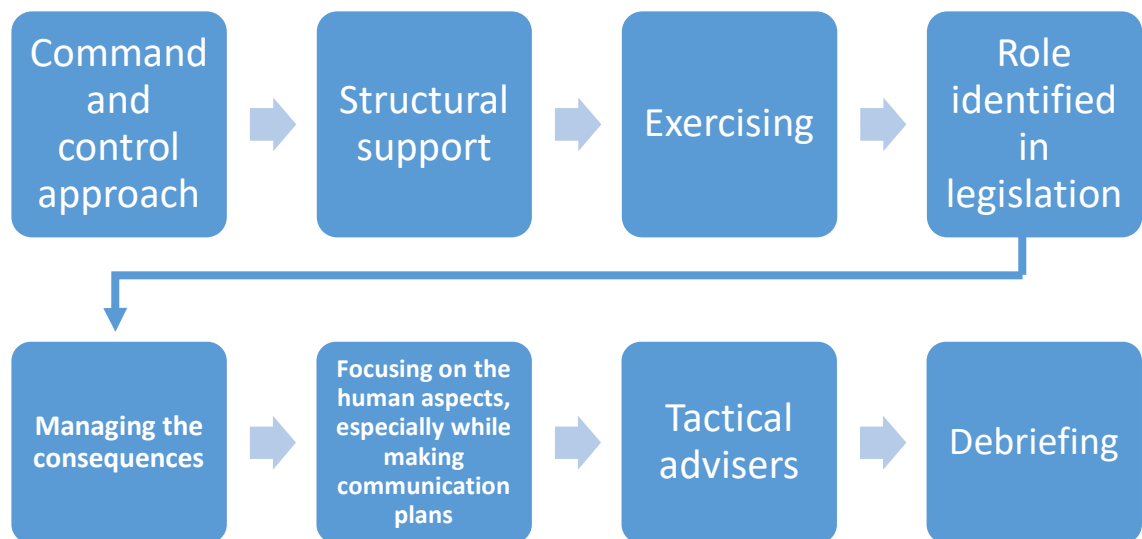 Command
and
control
approach
Structural
support
Exercising
Role
identified
in
legislation
Managing the
consequences
Focusing on the
human aspects,
especially while
making
communication
plans
Tactical
advisers
Debriefing